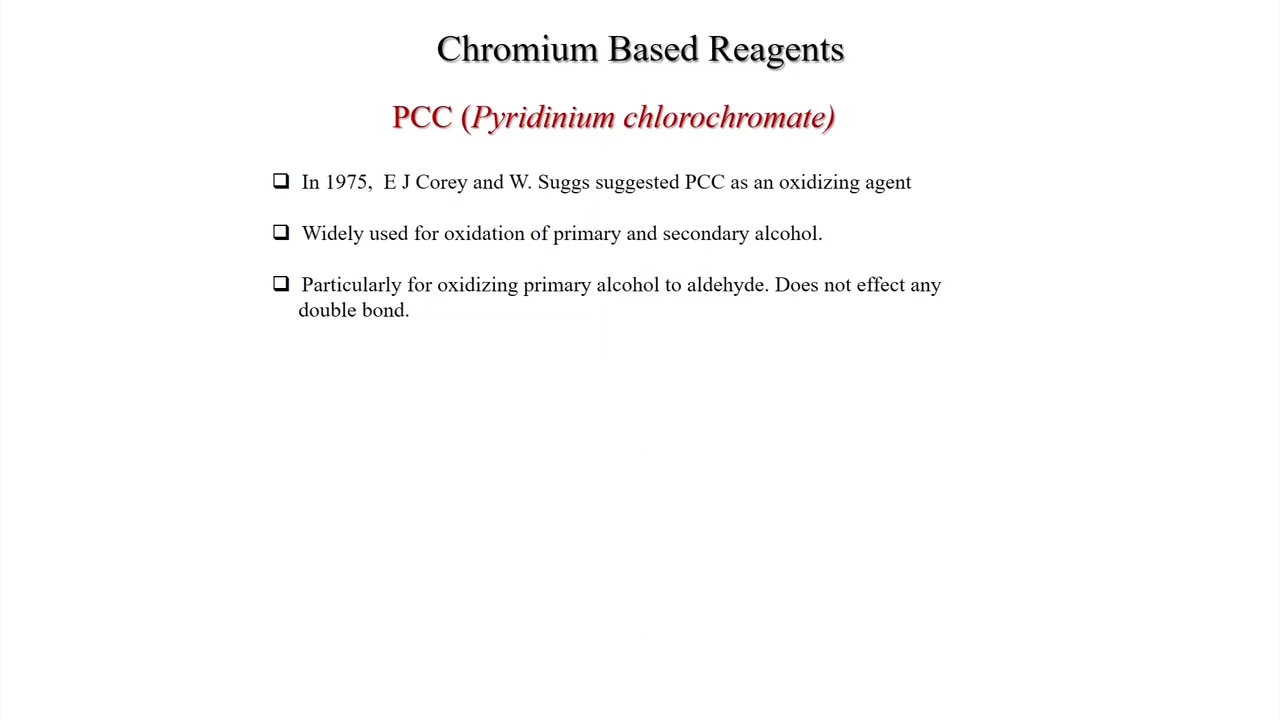 Chromium Based Reagents
PCC (Pyridinium chlorochromate)
❑ In 1975,  E J Corey and W. Suggs suggested PCC as an oxidizing agent
❑ Widely used for oxidation of primary and secondary alcohol.
❑ Particularly for oxidizing primary alcohol to aldehyde. Does not effect any
double bond.